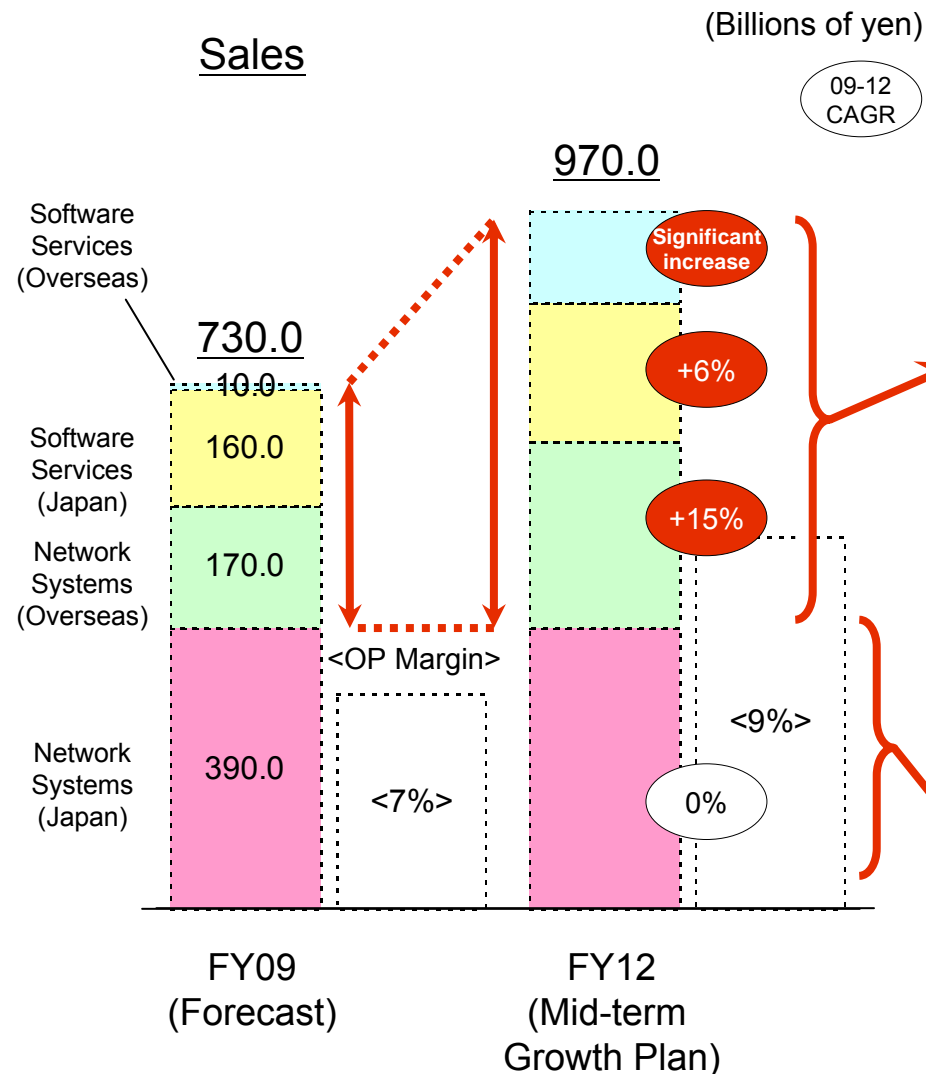 (Billions of yen)
Sales
09-12
CAGR
970.0
Software
Services
(Overseas)
Significant
increase
730.0
10.0
+6%
Software
Services
(Japan)
160.0
+15%
Network
Systems
(Overseas)
170.0
<OP Margin>
<9%>
Network
Systems
(Japan)
390.0
<7%>
0%
FY09
(Forecast)
FY12
(Mid-term
Growth Plan)